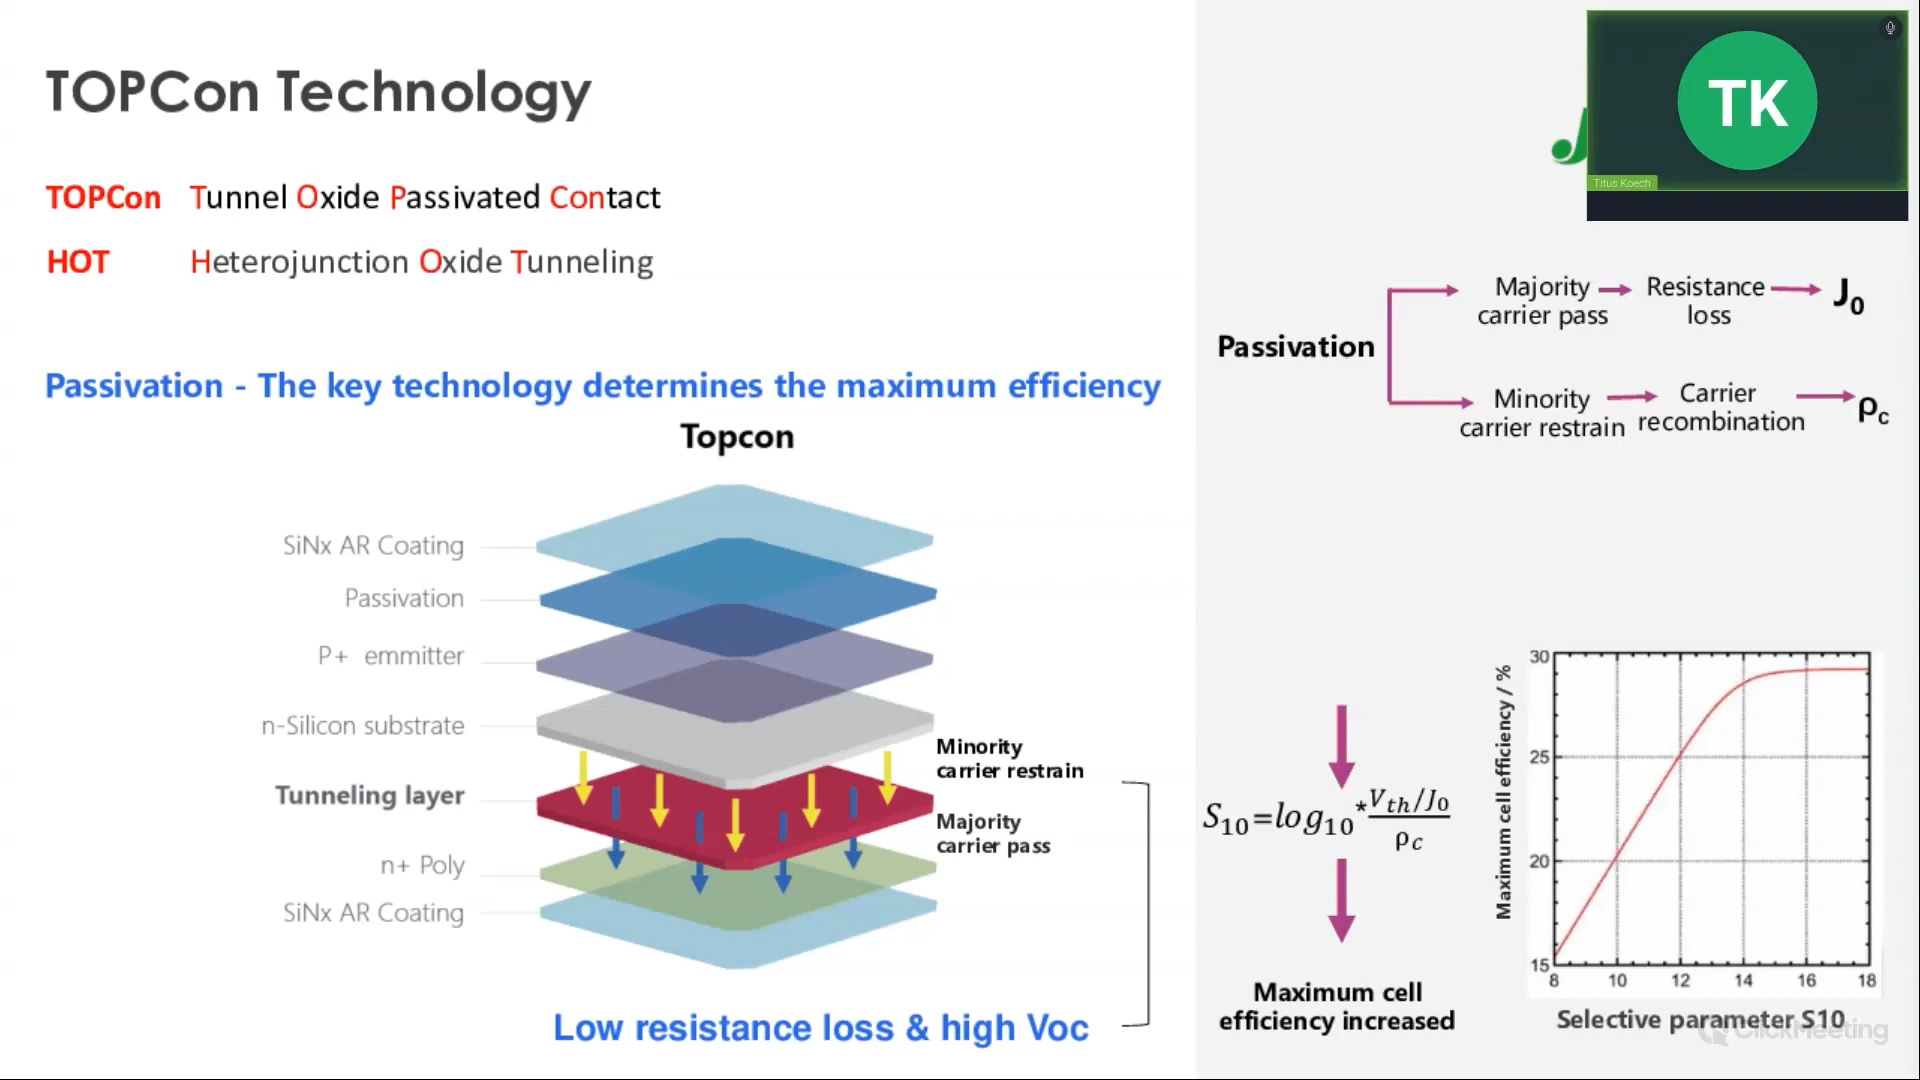 TOPCon Technology
TOPCon Tunnel Oxide Passivated Contact
HOT Heterojunction Oxide Tunneling
Passivation - The key technology determines the maximum efficiency
Topcon
SiNx AR Coating
Passivation
P+ emmitter
n-Silicon substrate
Tunneling layer
n+ Poly
SiNx AR Coating
Minority
carrier restrain
Majority
carrier pass
Low resistance loss & high Voc
TK
Titus Koech
J
Passivation
Majority
carrier pass
Resistance
loss
J₀
Minority
carrier restrain
Carrier
recombination
ρc
S₁₀=log₁₀*Vth/J₀
ρc
Maximum cell
efficiency increased
Maximum cell efficiency / %
30
25
20
15
8 10 12 14 16 18
Selective parameter S10
ClickMeeting